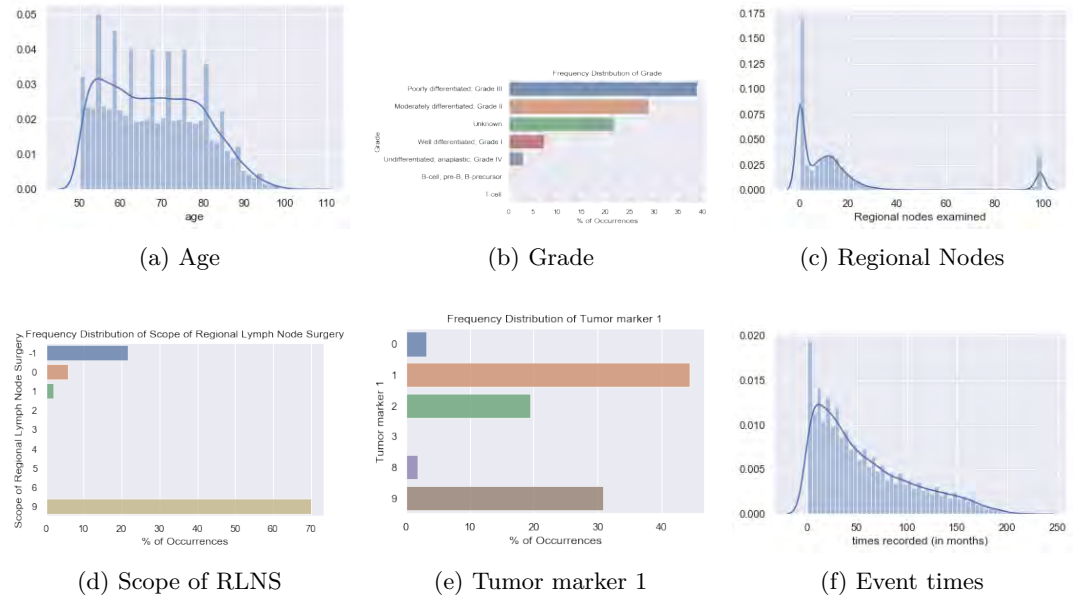 0.05
0.04
0.03
0.02
0.01
0.00
50 60 70 80 90 100 110
age
(a) Age
Frequency Distribution of Grade
Grade
Poorly differentiated; Grade III
Moderately differentiated; Grade II
Unknown
Well differentiated; Grade I
Undifferentiated; anaplastic; Grade IV
B-cell; pre-B; B-precursor
T-cell
0 5 10 15 20 25 30 35 40
% of Occurrences
(b) Grade
0.175
0.150
0.125
0.100
0.075
0.050
0.025
0.000
0 20 40 60 80 100
Regional nodes examined
(c) Regional Nodes
Frequency Distribution of Scope of Regional Lymph Node Surgery
Scope of Regional Lymph Node Surgery
-1
0
1
2
3
4
5
6
9
0 10 20 30 40 50 60 70
% of Occurrences
(d) Scope of RLNS
Frequency Distribution of Tumor marker 1
Tumor marker 1
0
1
2
3
8
9
0 10 20 30 40
% of Occurrences
(e) Tumor marker 1
0.020
0.015
0.010
0.005
0.000
0 50 100 150 200 250
times recorded (in months)
(f) Event times